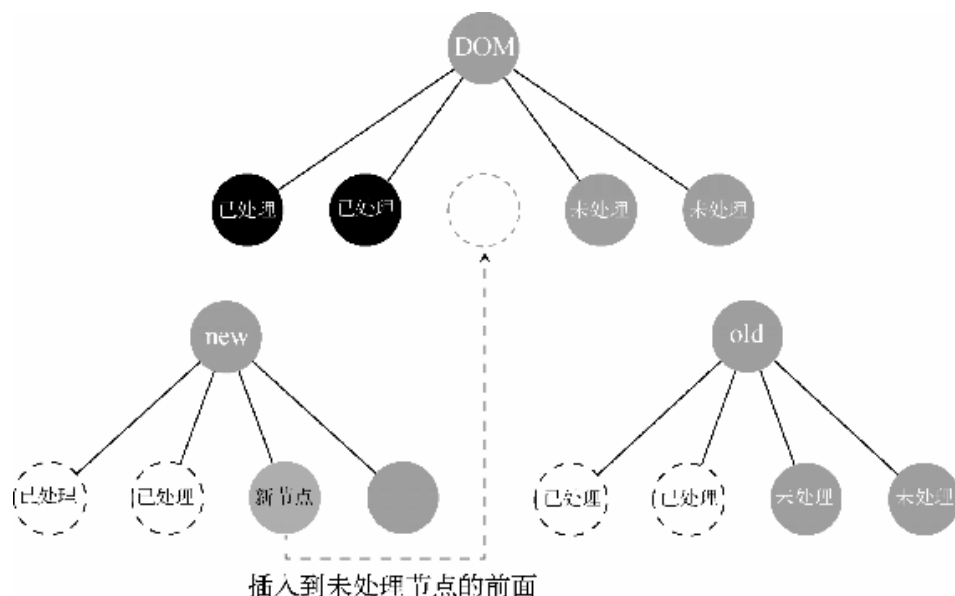 DOM
已处理 已处理 未处理 未处理
new old
已处理 已处理 新节点 已处理 已处理 未处理 未处理
插入到未处理节点的前面